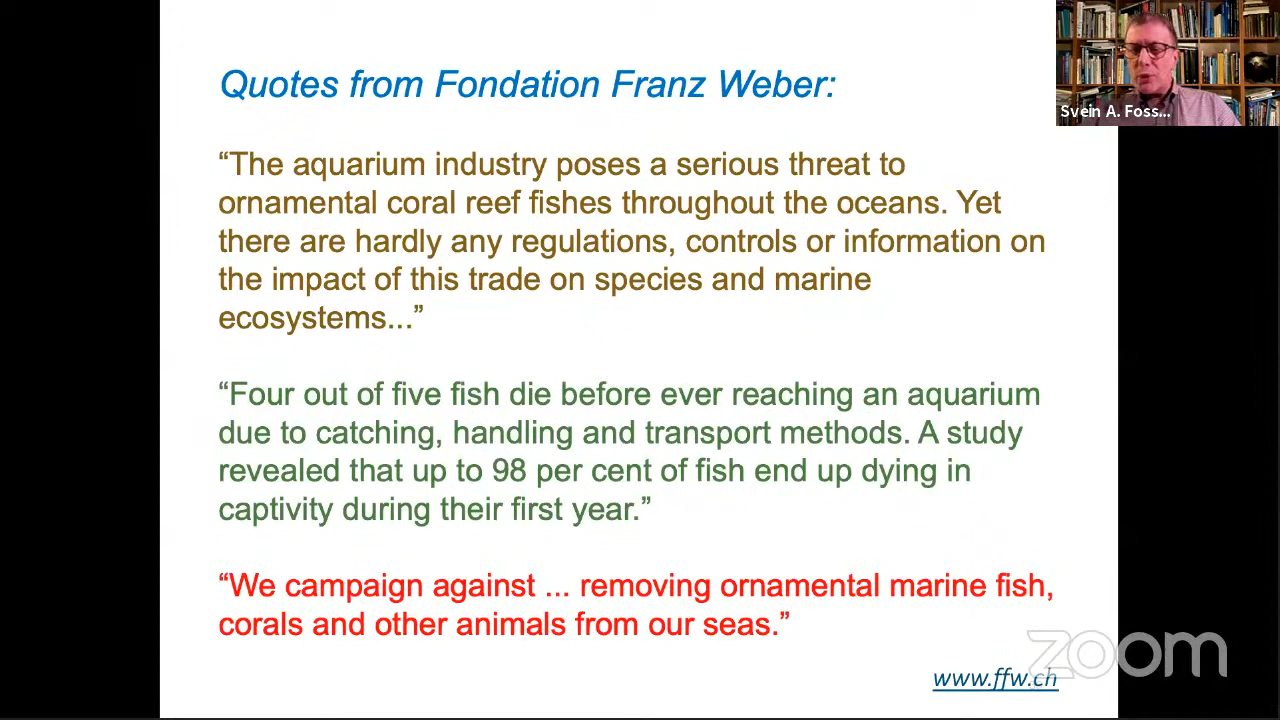 Quotes from Fondation Franz Weber:
“The aquarium industry poses a serious threat to
ornamental coral reef fishes throughout the oceans. Yet
there are hardly any regulations, controls or information on
the impact of this trade on species and marine
ecosystems...”
“Four out of five fish die before ever reaching an aquarium
due to catching, handling and transport methods. A study
revealed that up to 98 per cent of fish end up dying in
captivity during their first year.”
“We campaign against ... removing ornamental marine fish,
corals and other animals from our seas.”
www.ffw.ch
Svein A. Foss...
zoom